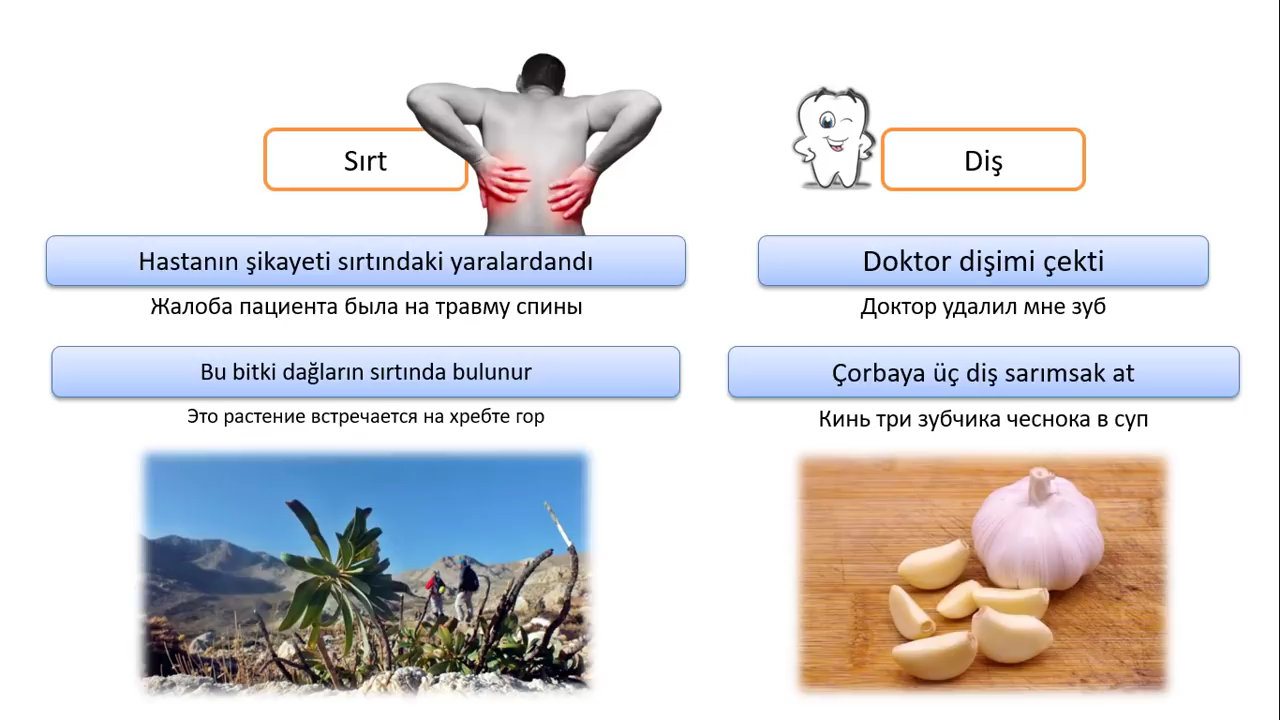 Sırt
Hastanın şikayeti sırtındaki yaralardandı
Жалоба пациента была на травму спины
Bu bitki dağların sırtında bulunur
Это растение встречается на хребте гор
Diş
Doktor dişimi çekti
Доктор удалил мне зуб
Çorbaya üç diş sarımsak at
Кинь три зубчика чеснока в суп